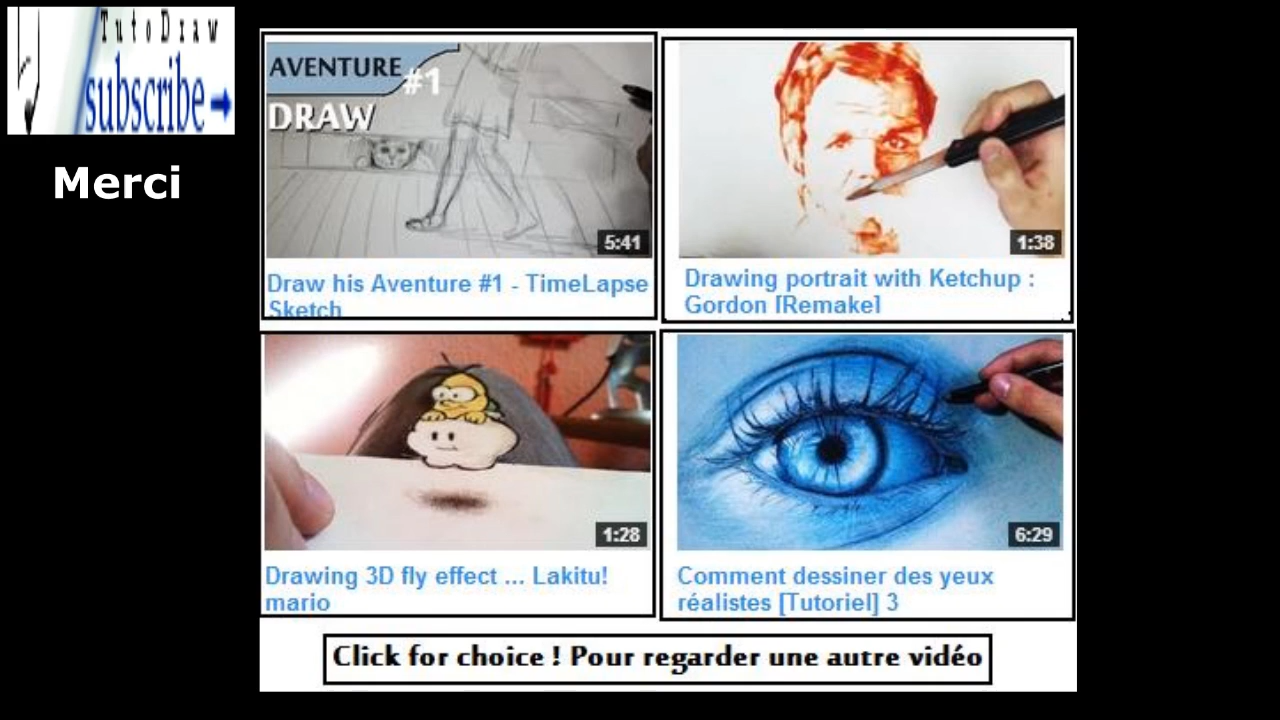 TutoDraw
subscribe
Merci
AVENTURE
#1
DRAW
5:41
Draw his Aventure #1 - TimeLapse
Sketch
1:38
Drawing portrait with Ketchup :
Gordon [Remake]
1:28
Drawing 3D fly effect ... Lakitu!
mario
6:29
Comment dessiner des yeux
réalistes [Tutoriel] 3
Click for choice ! Pour regarder une autre vidéo